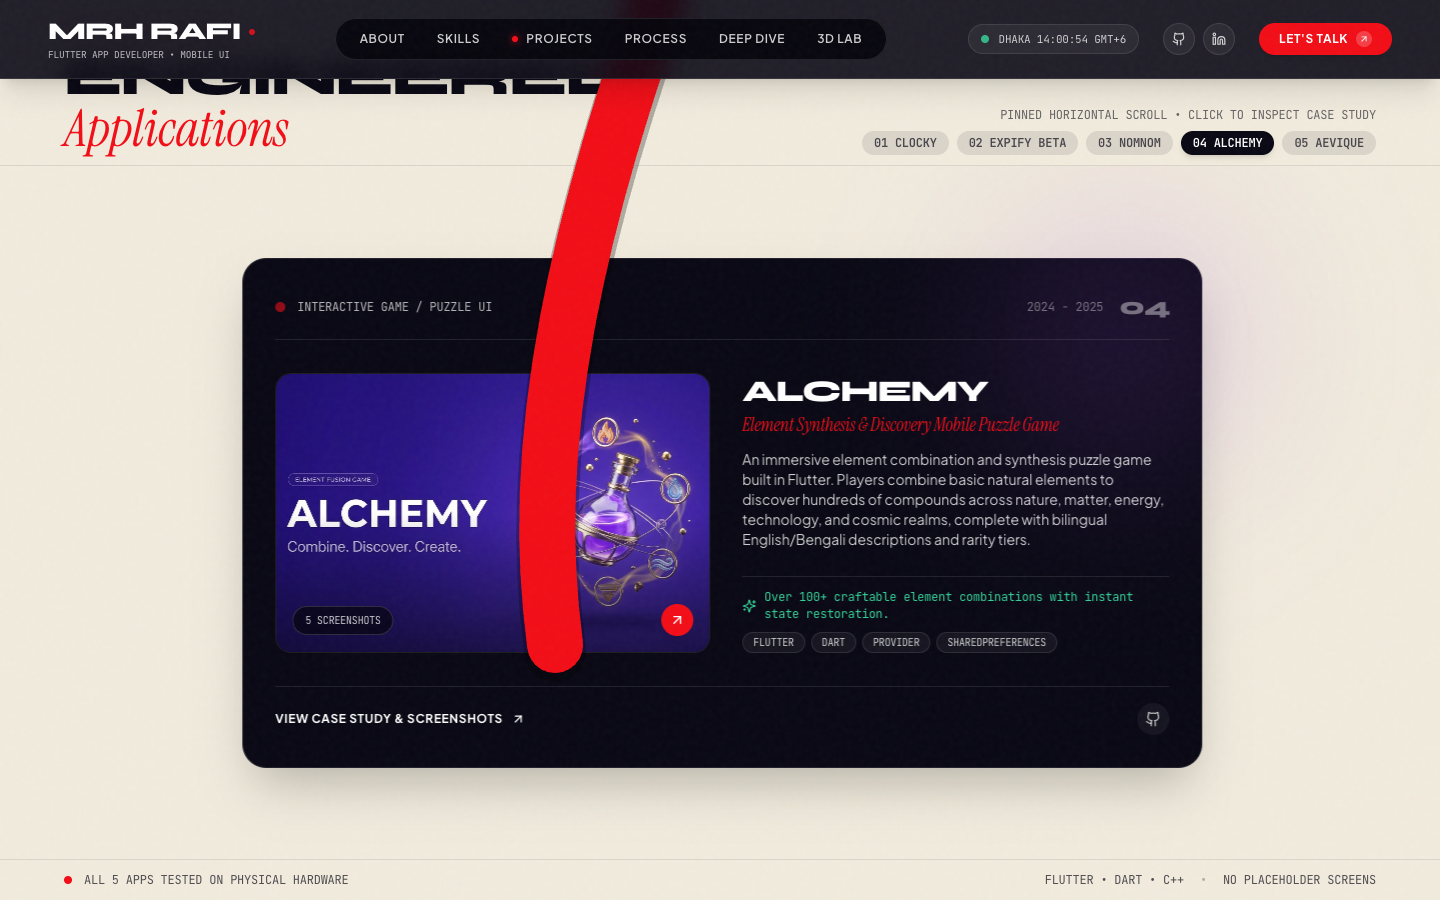 MRH RAFI
FLUTTER APP DEVELOPER • MOBILE UI
ABOUT
SKILLS
PROJECTS
PROCESS
DEEP DIVE
3D LAB
DHAKA 14:00:54 GMT+6
LET'S TALK
Applications
PINNED HORIZONTAL SCROLL • CLICK TO INSPECT CASE STUDY
01 CLOCKY
02 EXPIFY BETA
03 NOMNOM
04 ALCHEMY
05 AEVIQUE
INTERACTIVE GAME / PUZZLE UI
2024 - 2025
04
ELEMENT FUSION GAME
ALCHEMY
Combine. Discover. Create.
5 SCREENSHOTS
ALCHEMY
Element Synthesis & Discovery Mobile Puzzle Game
An immersive element combination and synthesis puzzle game
built in Flutter. Players combine basic natural elements to
discover hundreds of compounds across nature, matter, energy,
technology, and cosmic realms, complete with bilingual
English/Bengali descriptions and rarity tiers.
Over 100+ craftable element combinations with instant
state restoration.
FLUTTER
DART
PROVIDER
SHAREDPREFERENCES
VIEW CASE STUDY & SCREENSHOTS
ALL 5 APPS TESTED ON PHYSICAL HARDWARE
FLUTTER • DART • C++ • NO PLACEHOLDER SCREENS